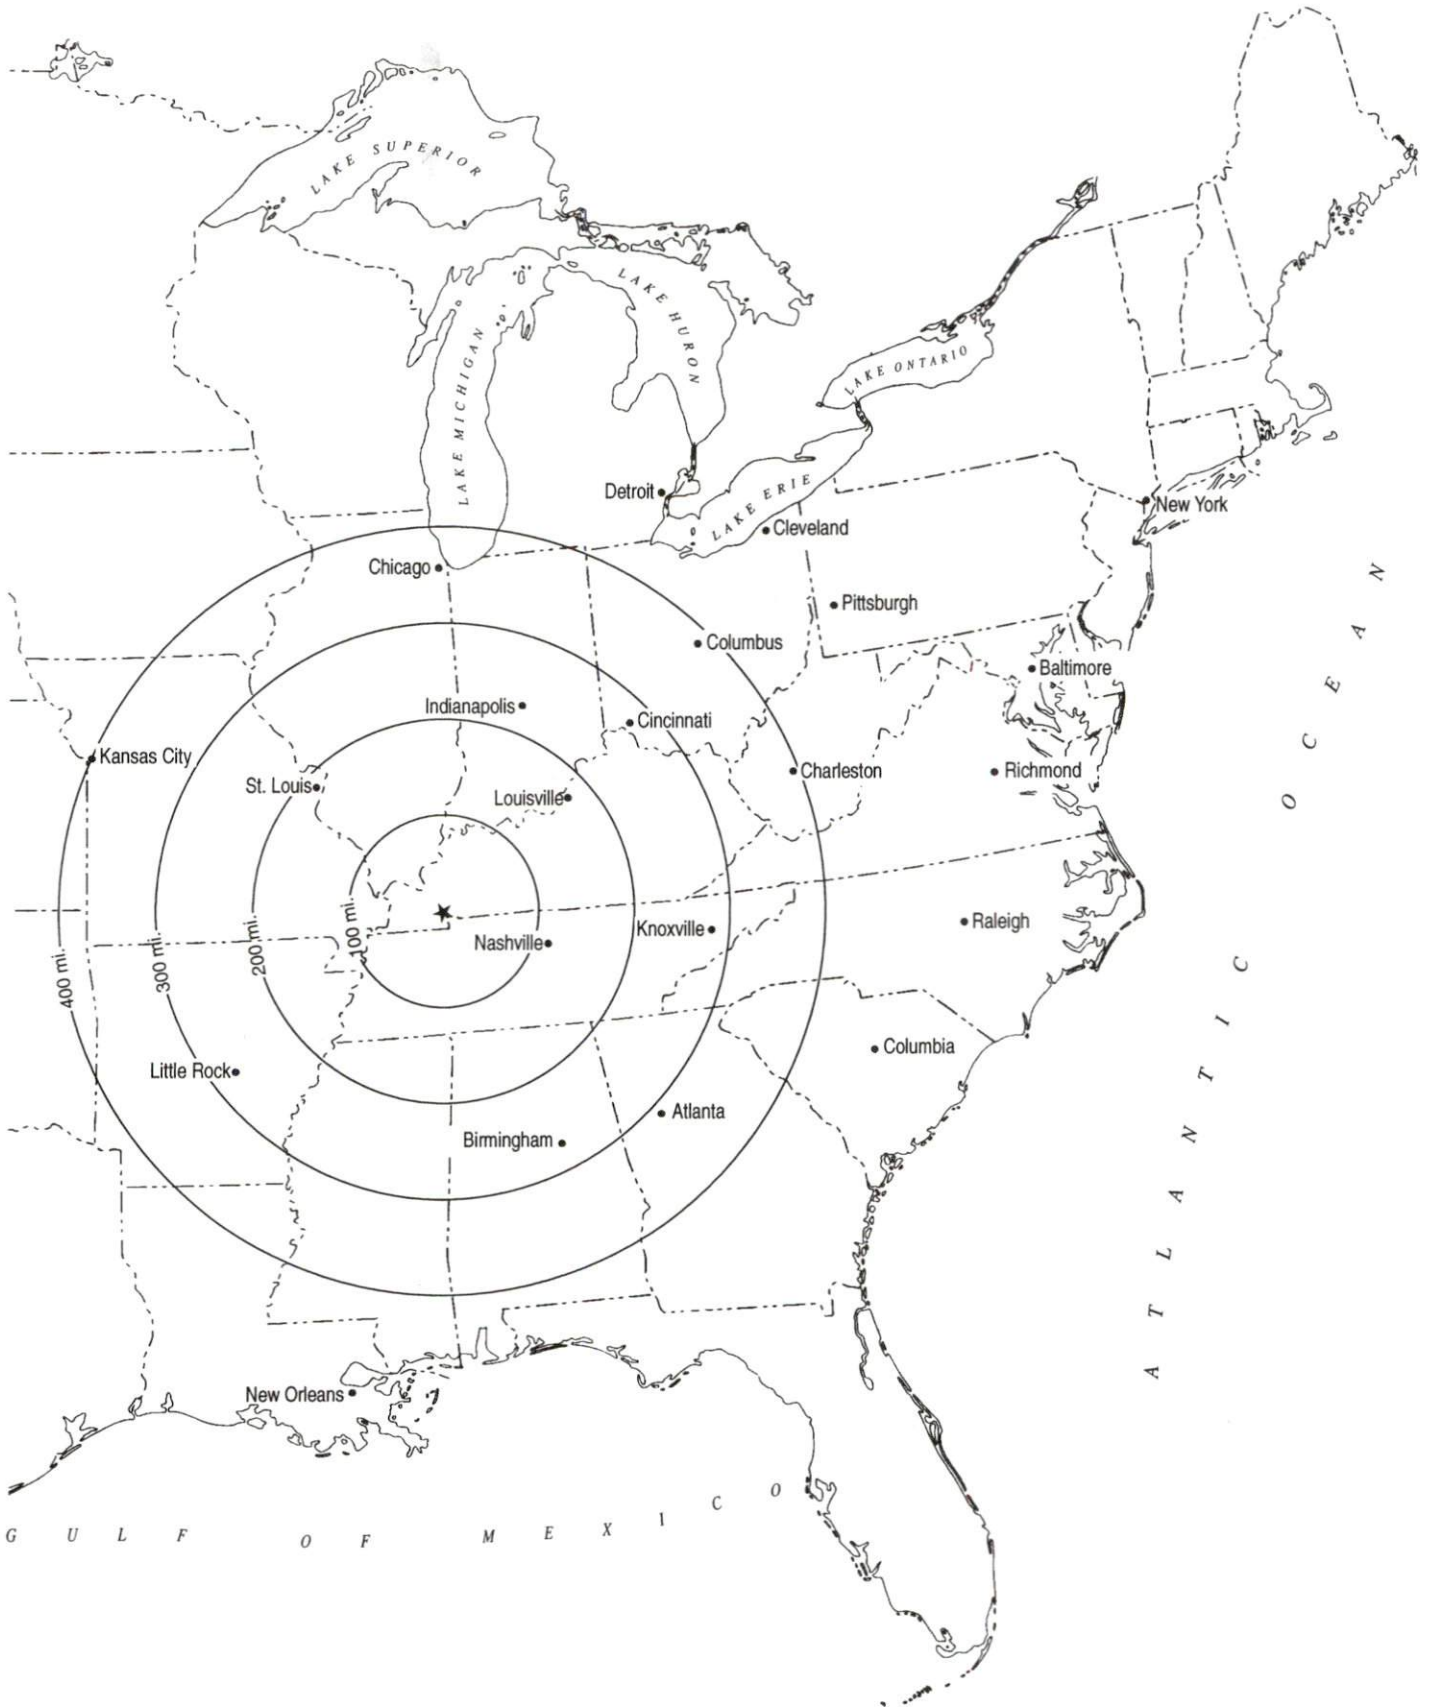 LAKE SUPERIOR
LAKE HURON
LAKE MICHIGAN
LAKE ONTARIO
LAKE ERIE
Detroit
New York
Cleveland
Chicago
Pittsburgh
Columbus
Baltimore
Indianapolis
Cincinnati
Kansas City
Charleston
Richmond
St. Louis
Louisville
Raleigh
Knoxville
Nashville
100 mi.
200 mi.
300 mi.
400 mi.
Columbia
Little Rock
Atlanta
Birmingham
New Orleans
ATLANTIC OCEAN
GULF OF MEXICO